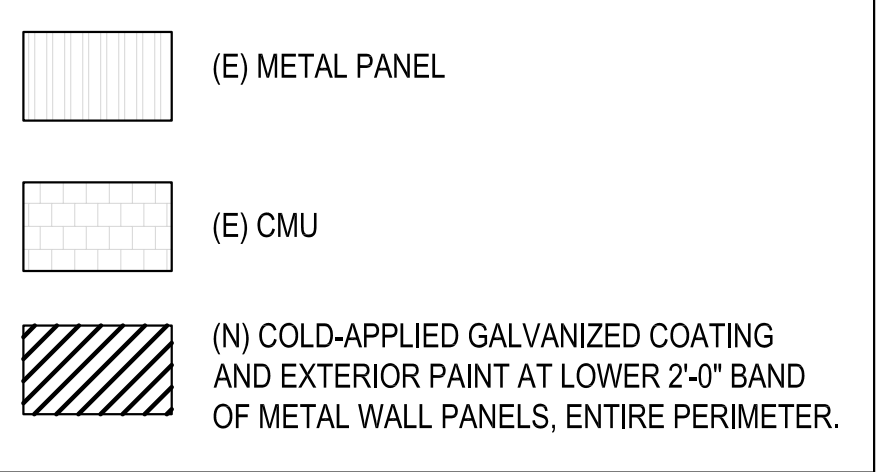 (E) METAL PANEL
(E) CMU
(N) COLD-APPLIED GALVANIZED COATING
AND EXTERIOR PAINT AT LOWER 2'-0" BAND
OF METAL WALL PANELS, ENTIRE PERIMETER.